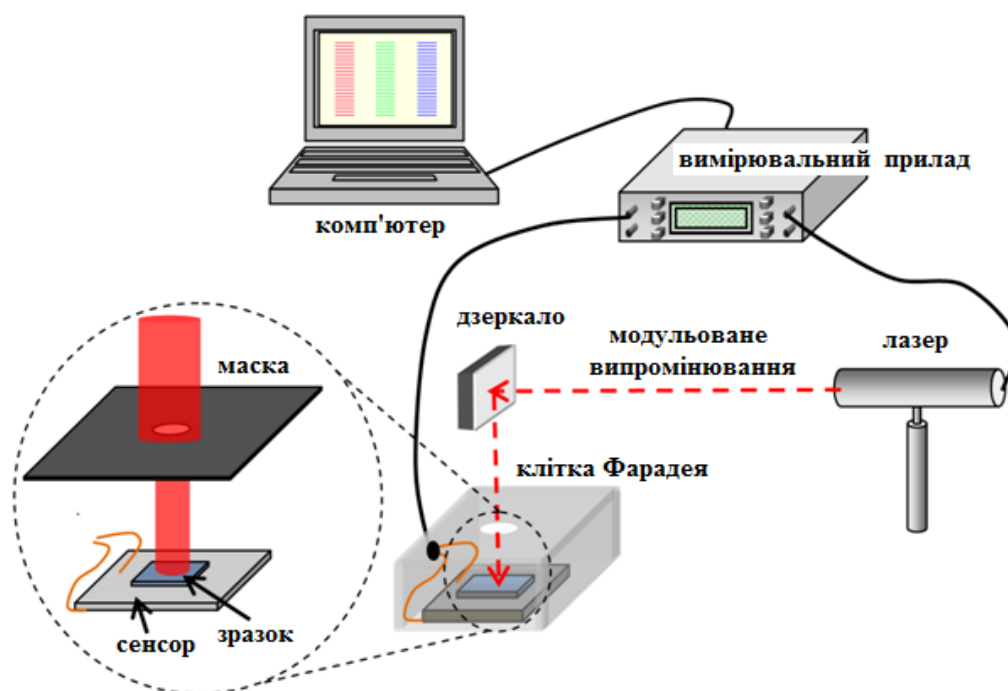 вимірювальний прилад
комп'ютер
дзеркало
модульоване
випромінювання
лазер
маска
клітка Фарадея
сенсор
зразок